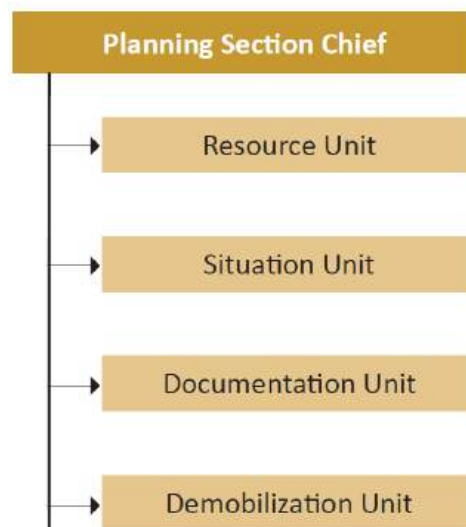 Planning Section Chief
Resource Unit
Situation Unit
Documentation Unit
Demobilization Unit